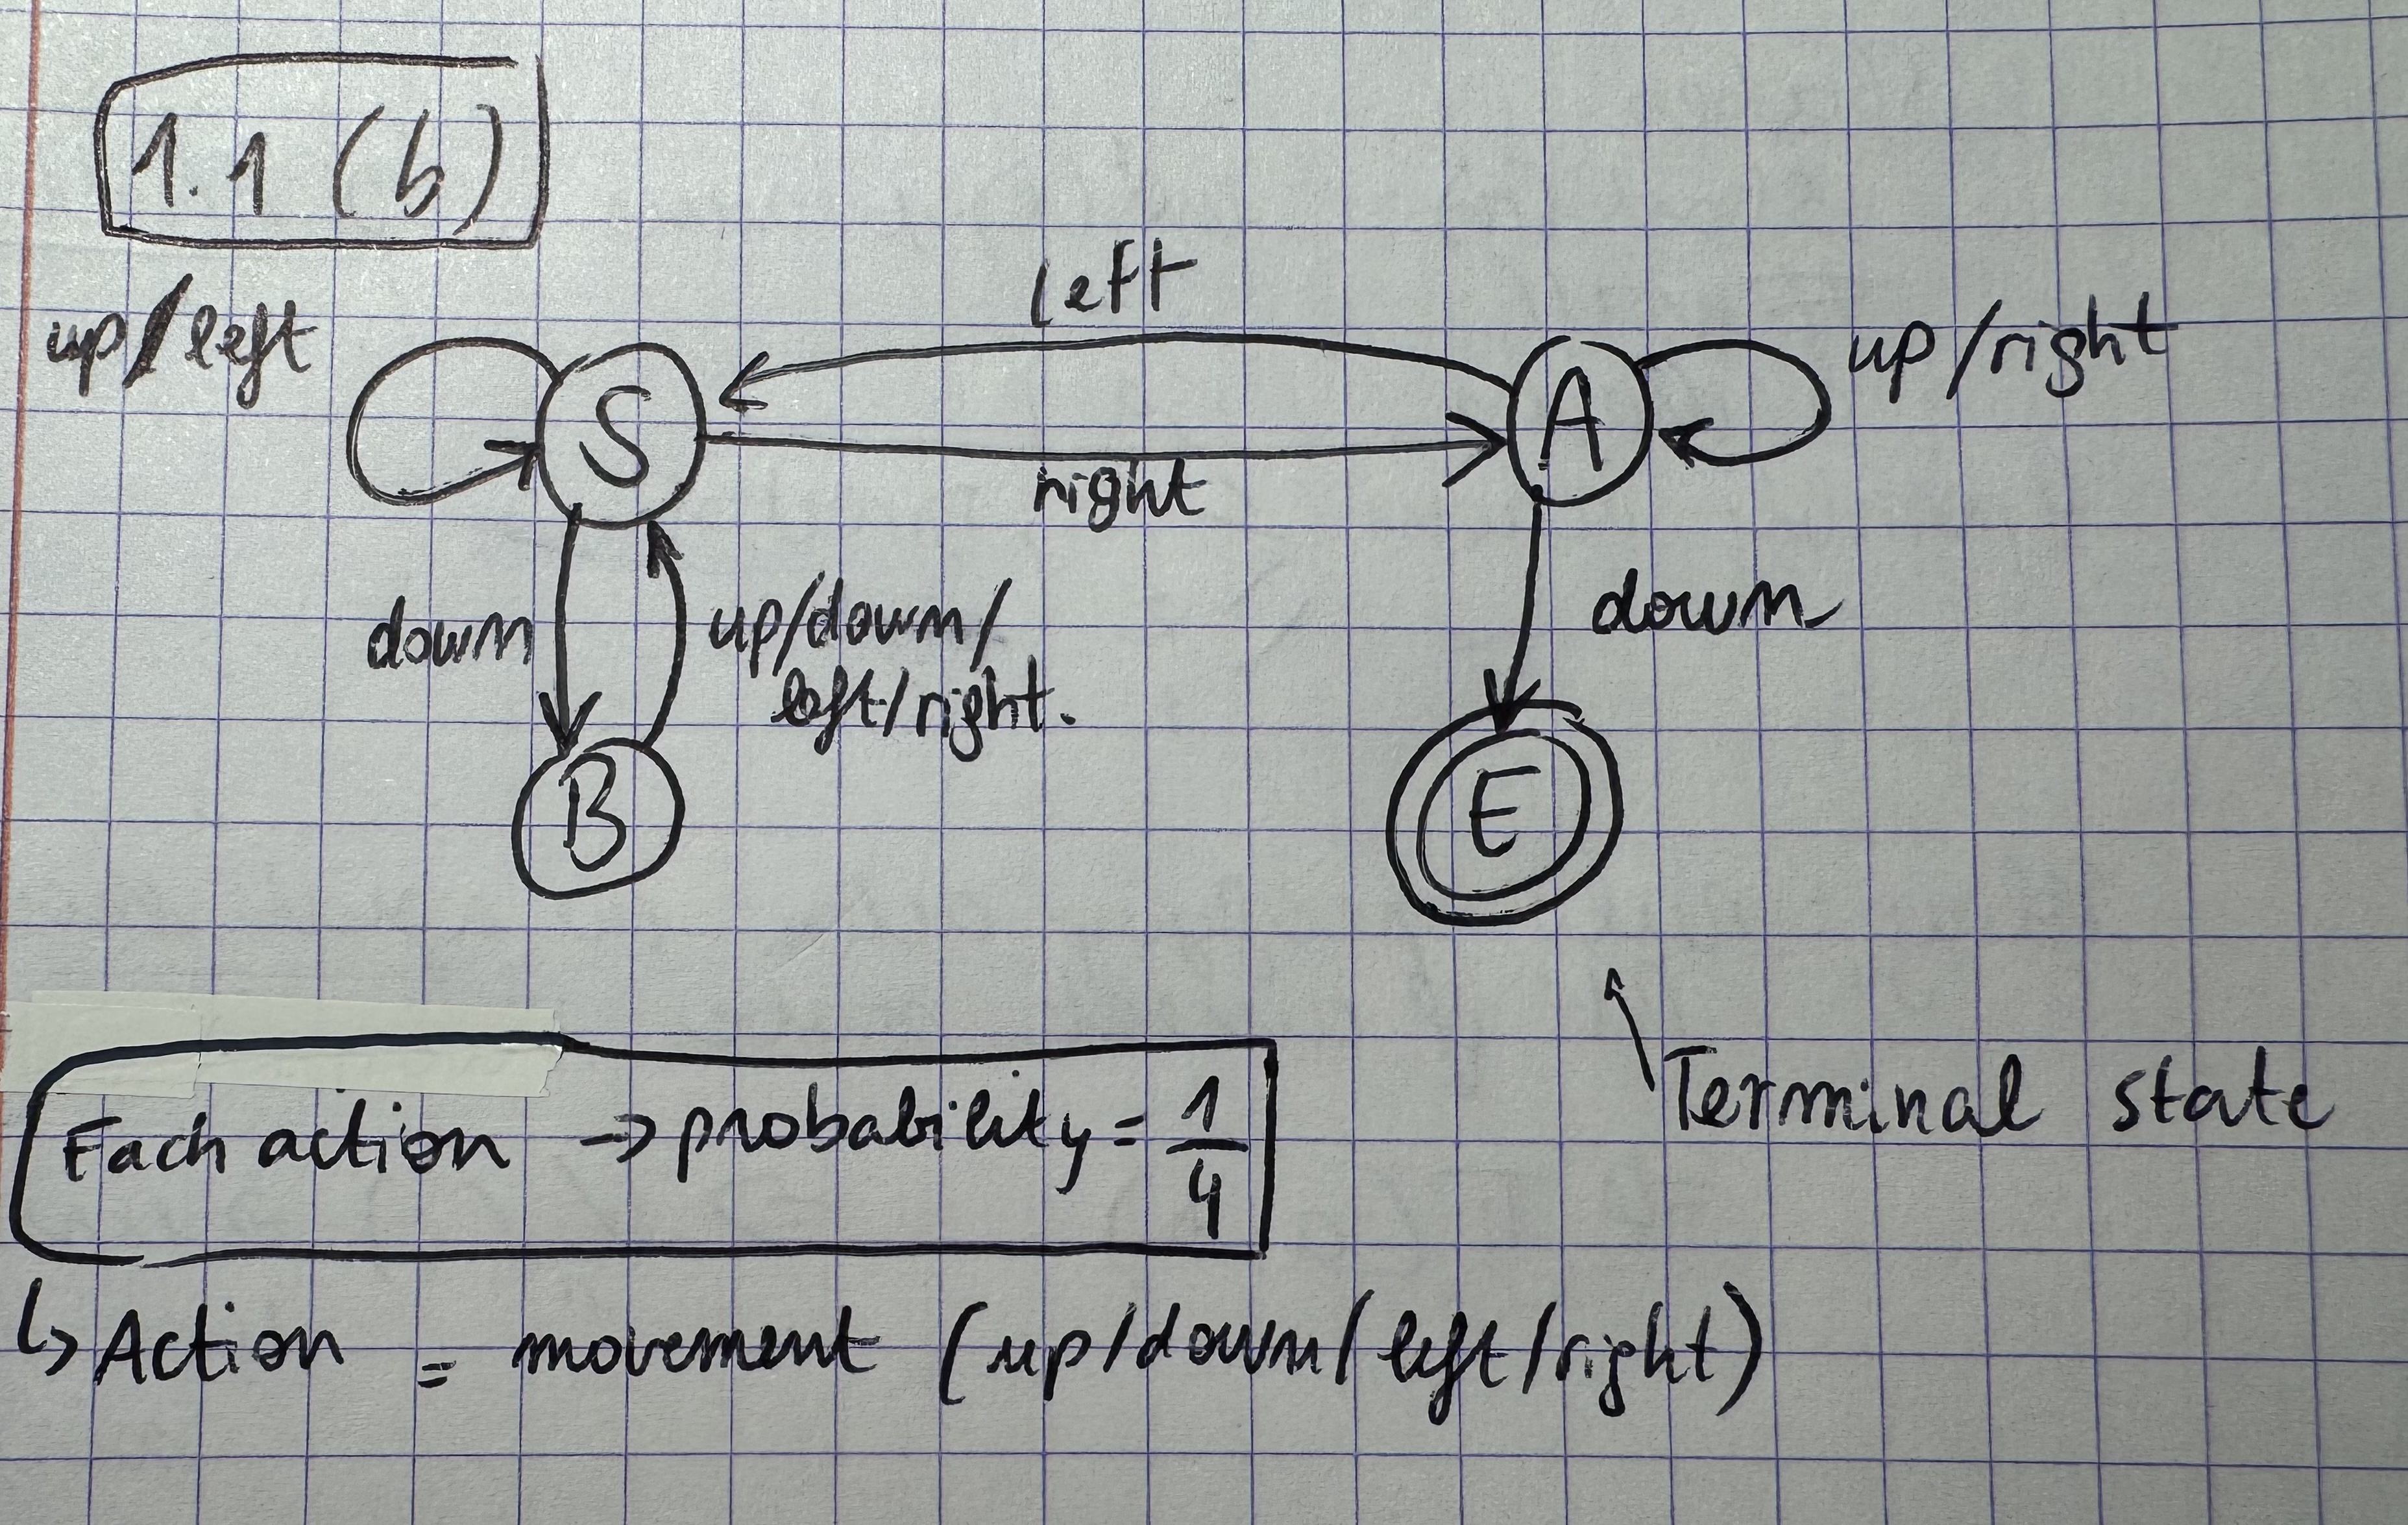 1.1 (b)
left
up/left
up/right
S
A
right
down
up/down/
left/right.
down
B
E
Terminal state
Each action → probability = 1/4
↳ Action = movement (up/down/left/right)